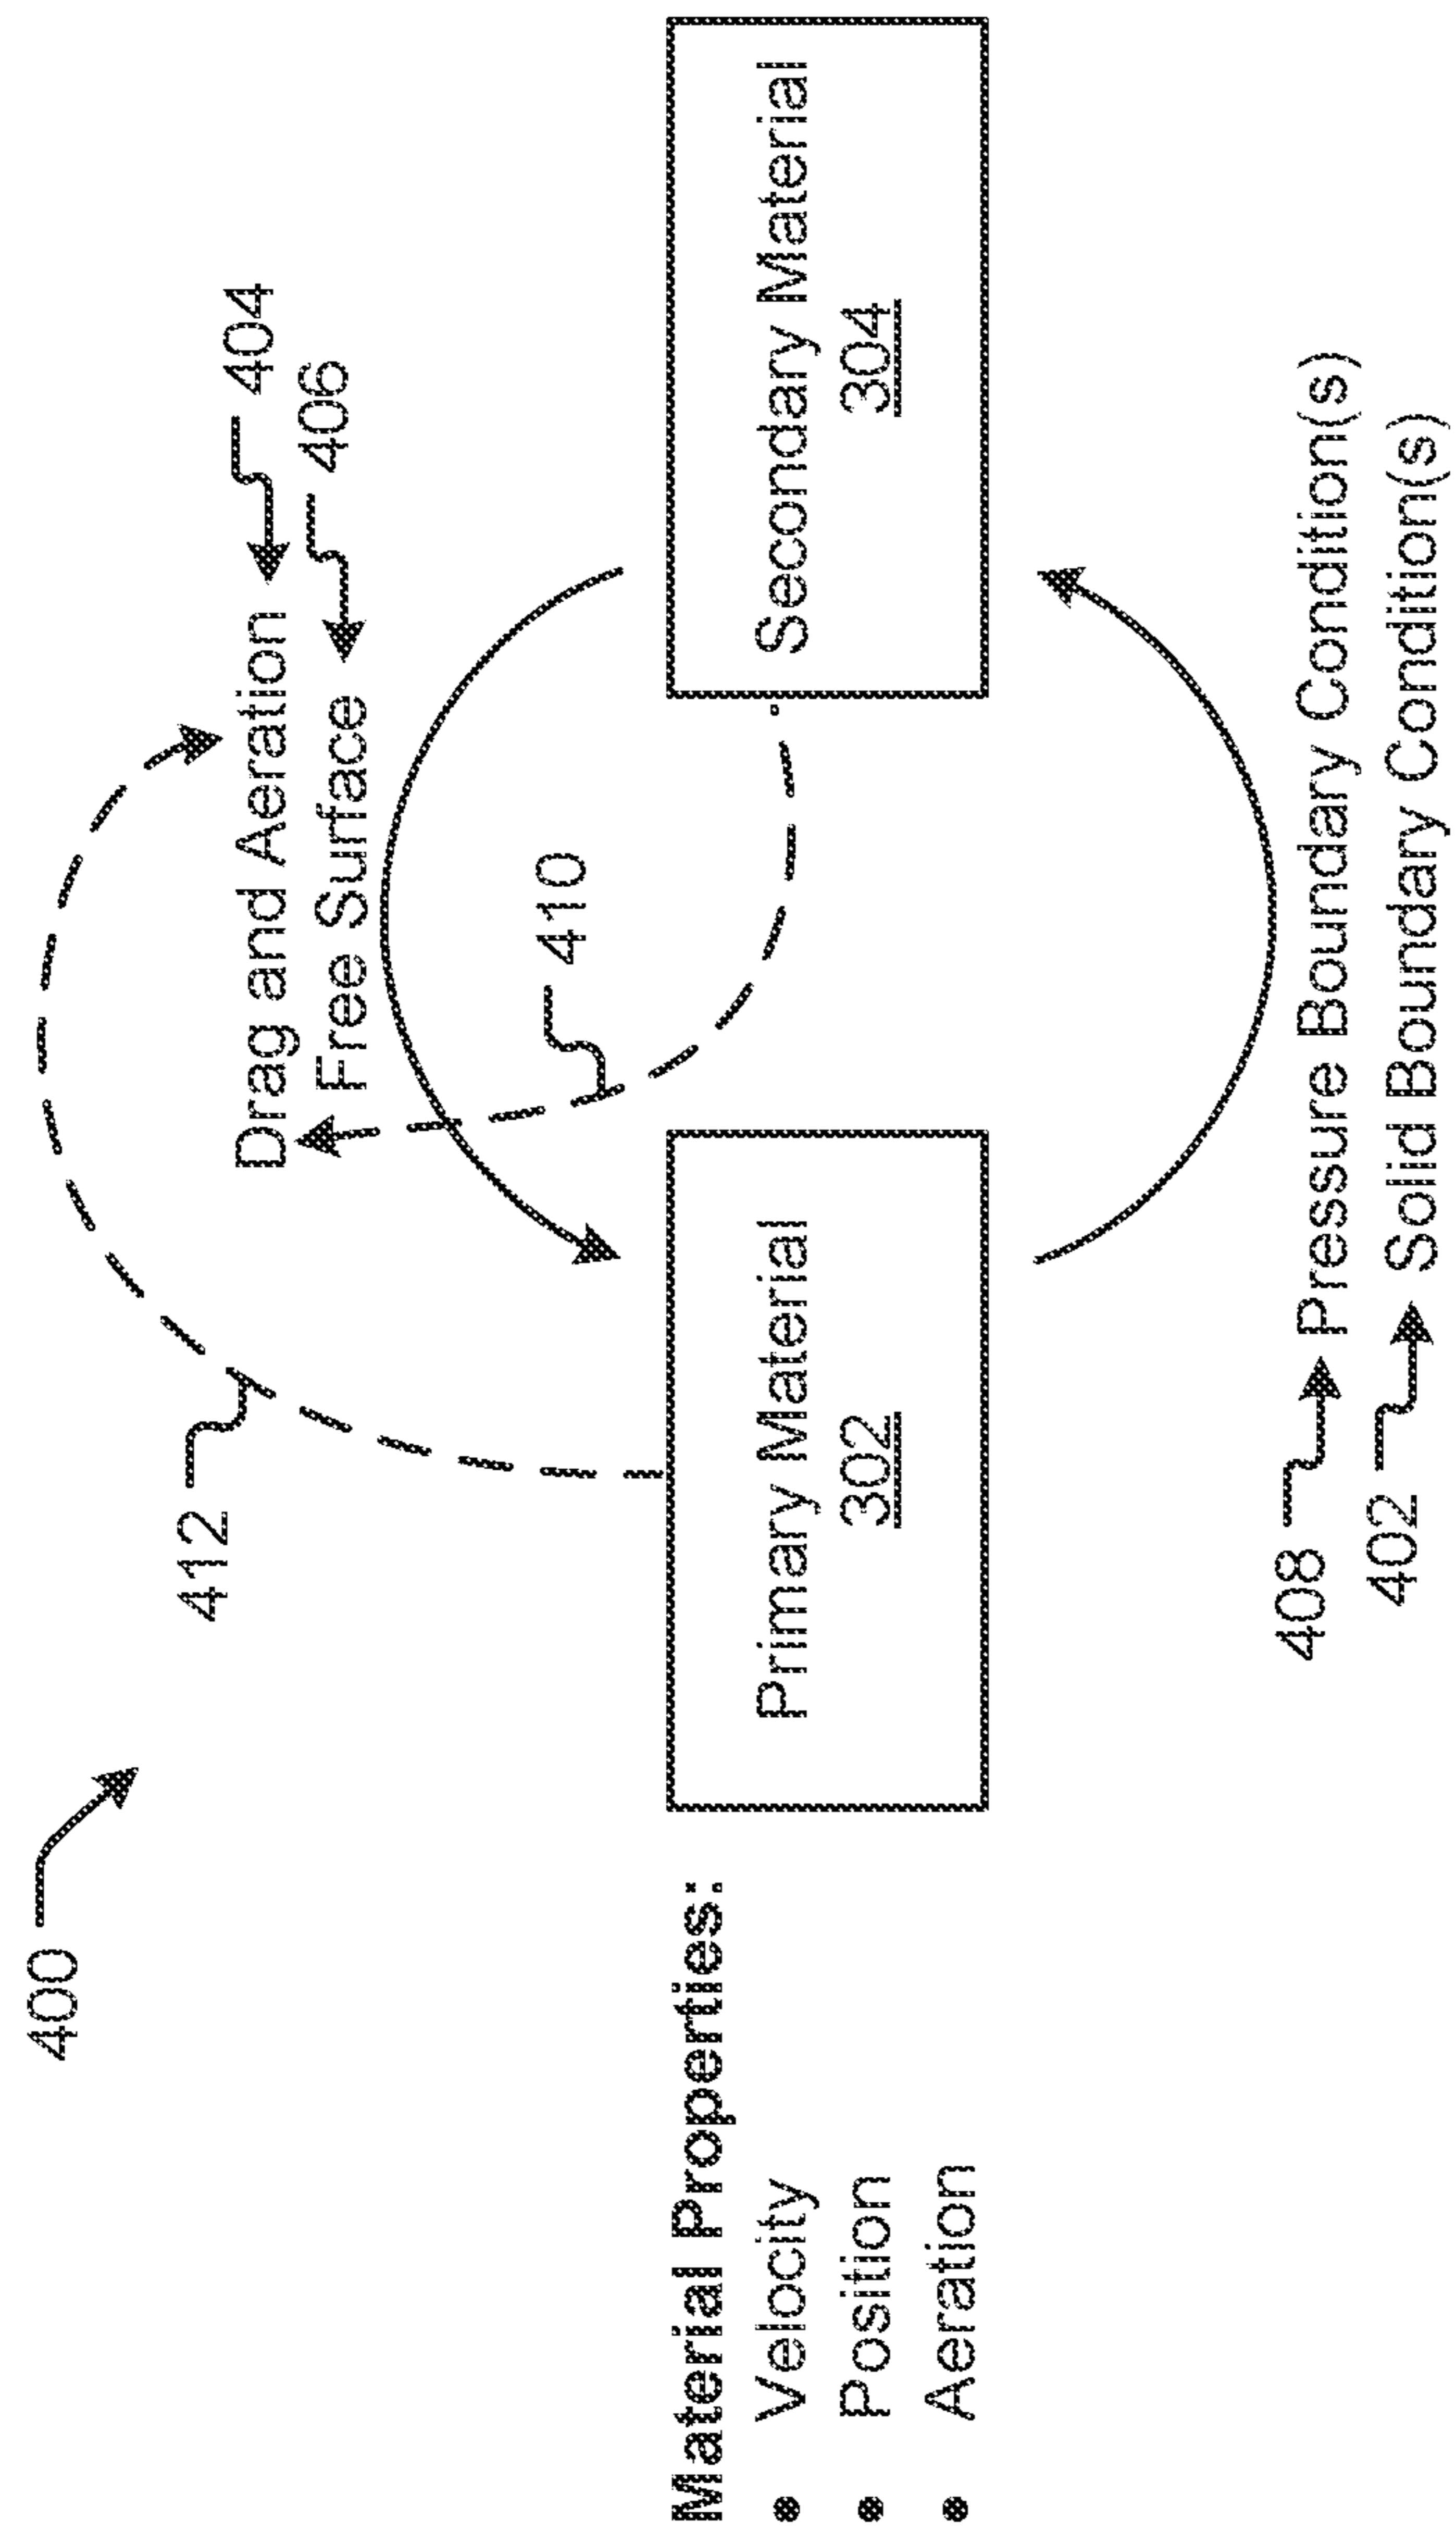 400
412
Drag and Aeration
404
Free Surface
406
410
Material Properties:
• Velocity
• Position
• Aeration
Primary Material
302
Secondary Material
304
408
Pressure Boundary Condition(s)
402
Solid Boundary Condition(s)